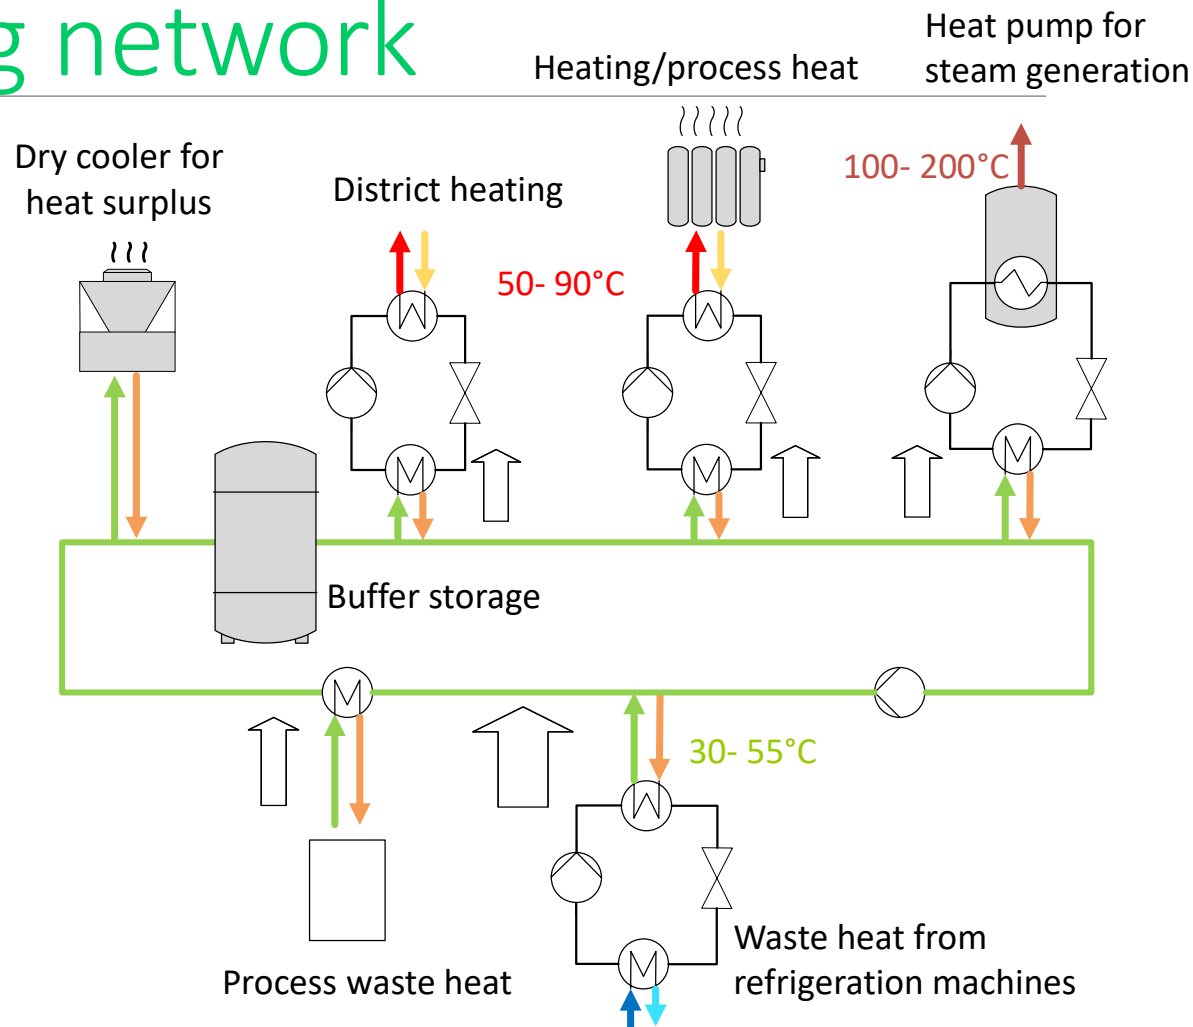 g network
Heating/process heat
Heat pump for
steam generation
Dry cooler for
heat surplus
District heating
100- 200°C
50- 90°C
Buffer storage
30- 55°C
Process waste heat
Waste heat from
refrigeration machines